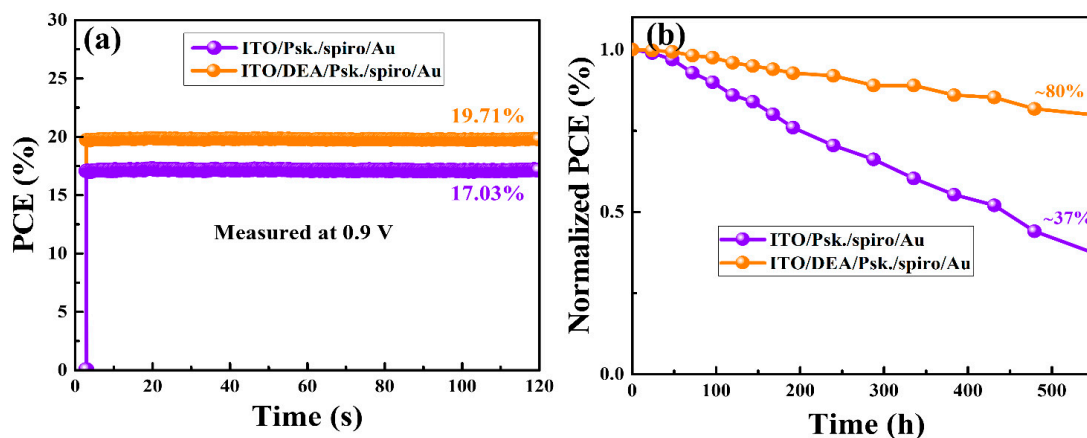 (a)
ITO/Psk./spiro/Au
ITO/DEA/Psk./spiro/Au
19.71%
17.03%
Measured at 0.9 V
PCE (%)
30
25
20
15
10
5
0
0 20 40 60 80 100 120
Time (s)
(b)
~80%
~37%
ITO/Psk./spiro/Au
ITO/DEA/Psk./spiro/Au
Normalized PCE (%)
1.0
0.5
0.0
0 100 200 300 400 500
Time (h)